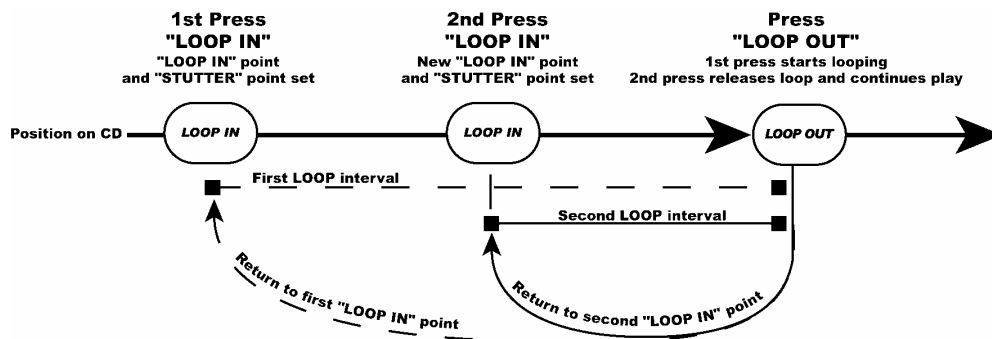 1st Press
"LOOP IN"
"LOOP IN" point
and "STUTTER" point set
2nd Press
"LOOP IN"
New "LOOP IN" point
and "STUTTER" point set
Press
"LOOP OUT"
1st press starts looping
2nd press releases loop and continues play
Position on CD
LOOP IN
LOOP IN
LOOP OUT
First LOOP interval
Second LOOP interval
Return to first "LOOP IN" point
Return to second "LOOP IN" point